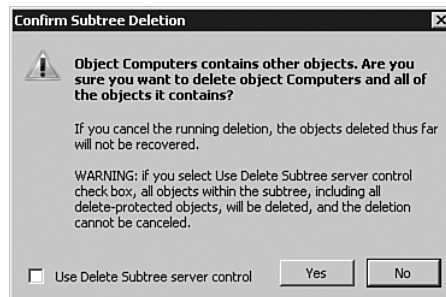 Confirm Subtree Deletion
Object Computers contains other objects. Are you
sure you want to delete object Computers and all of
the objects it contains?
If you cancel the running deletion, the objects deleted thus far
will not be recovered.
WARNING: if you select Use Delete Subtree server control
check box, all objects within the subtree, including all
delete-protected objects, will be deleted, and the deletion
cannot be canceled.
Use Delete Subtree server control
Yes
No